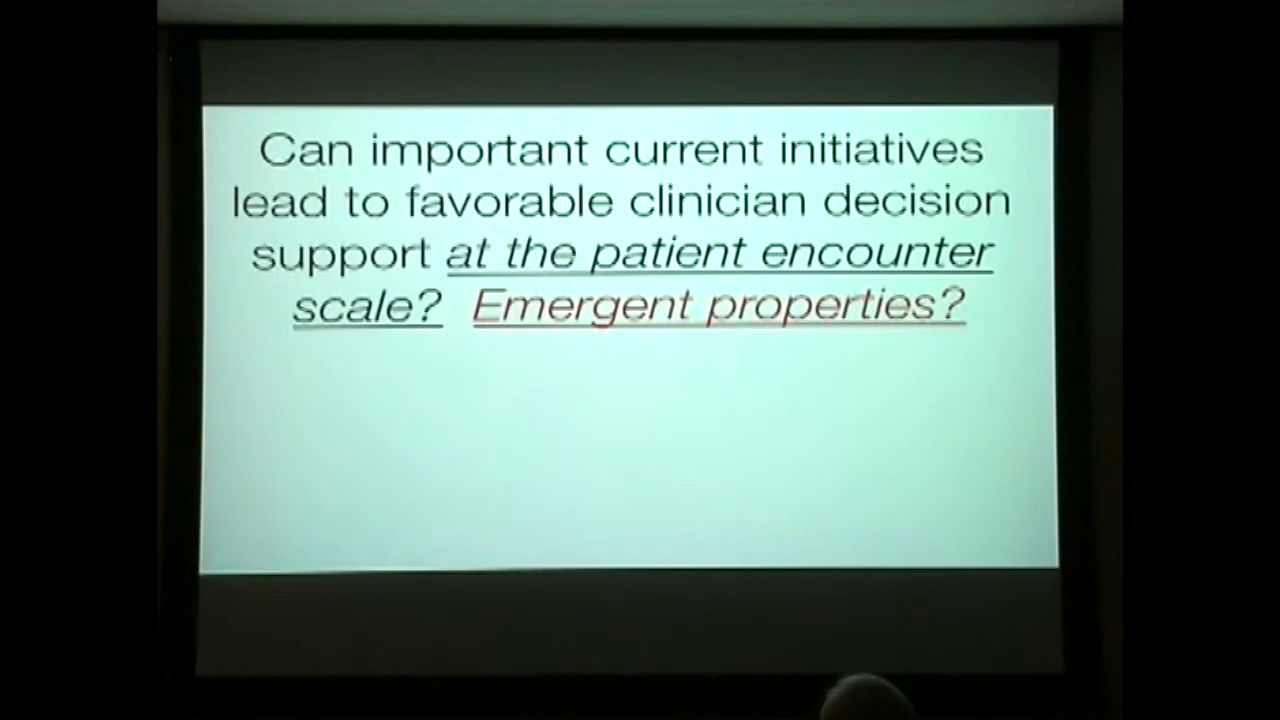 Can important current initiatives
lead to favorable clinician decision
support at the patient encounter
scale? Emergent properties?